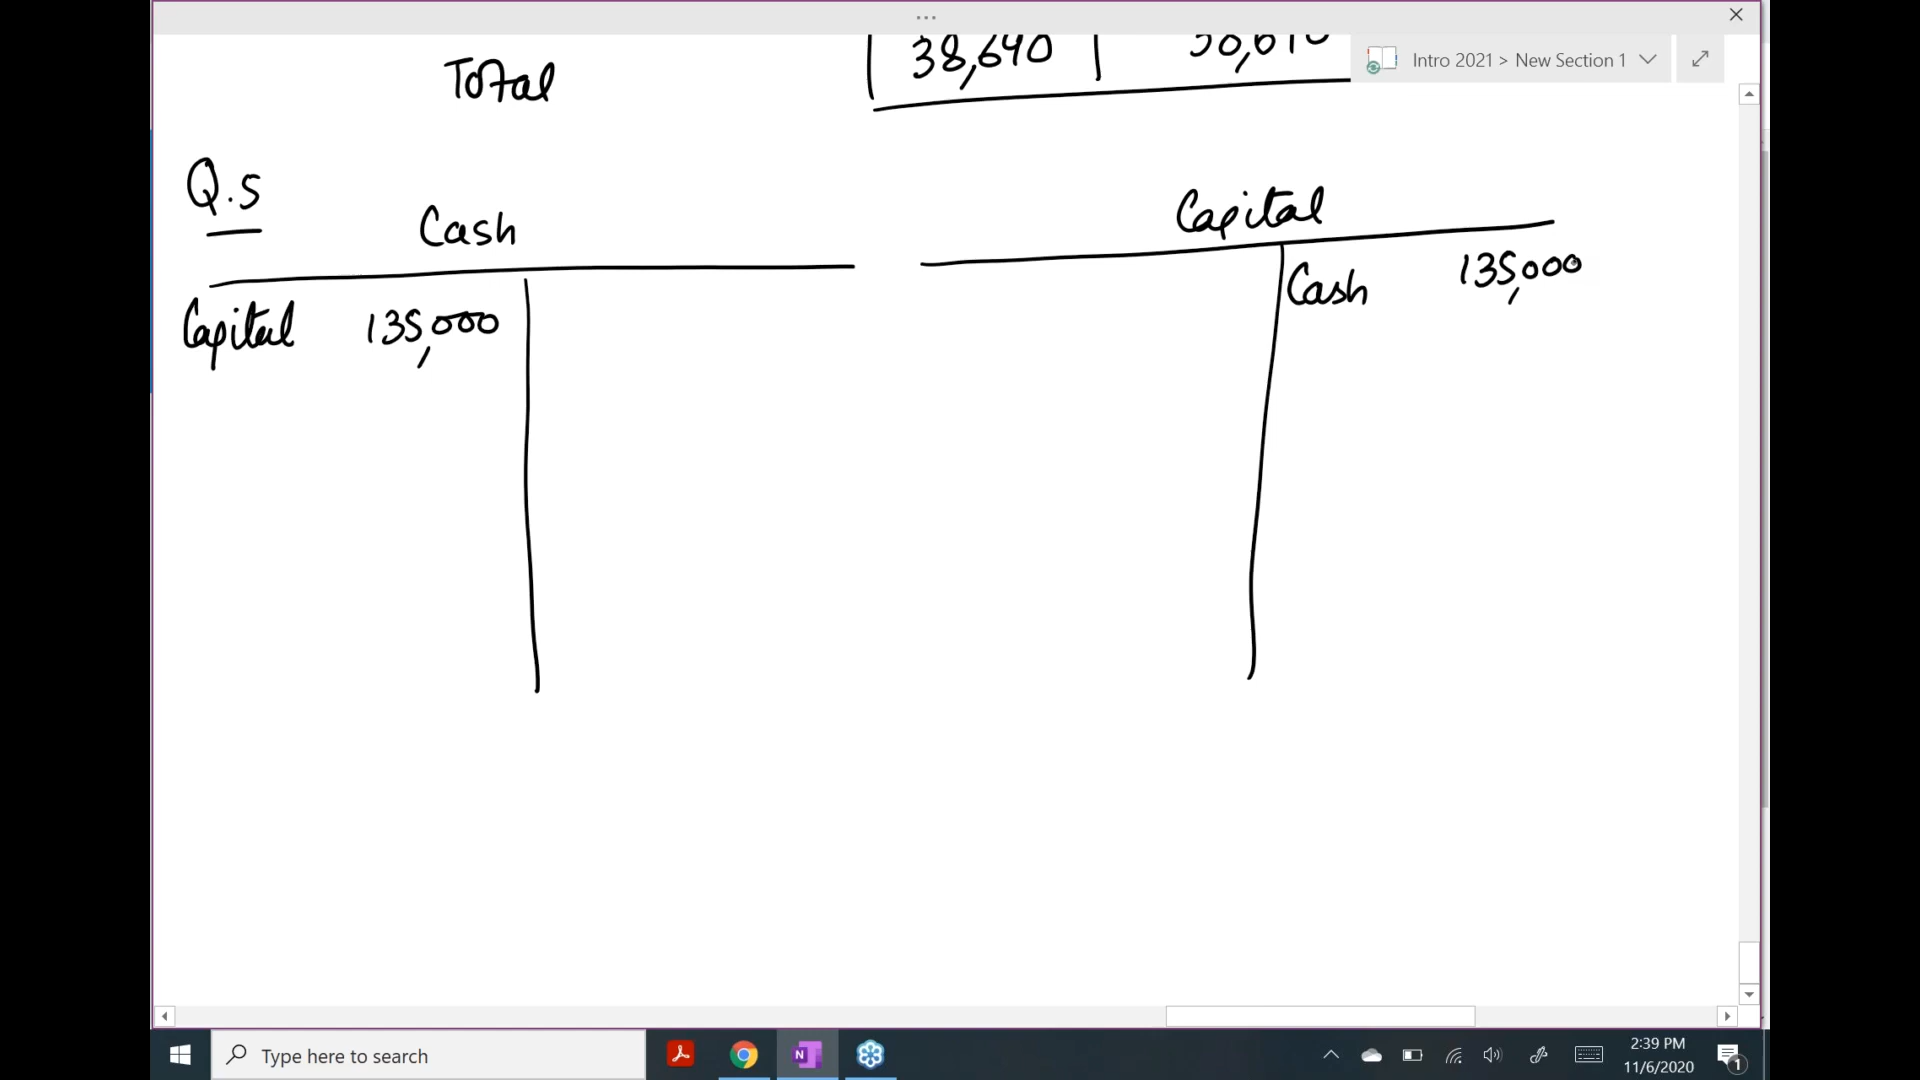 Total 38,640
Intro 2021 > New Section 1
Q.5
Cash
Capital
Capital 135,000
Cash 135,000
Type here to search
N
2:39 PM
11/6/2020
1